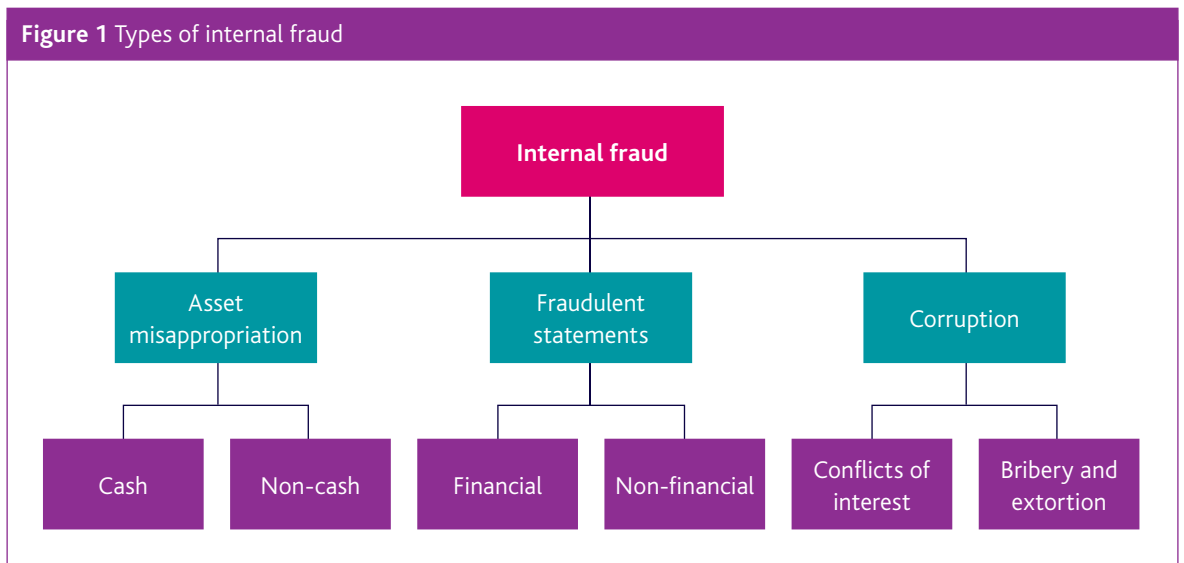 Figure 1 Types of internal fraud
Internal fraud
Asset
misappropriation
Fraudulent
statements
Corruption
Cash
Non-cash
Financial
Non-financial
Conflicts of
interest
Bribery and
extortion